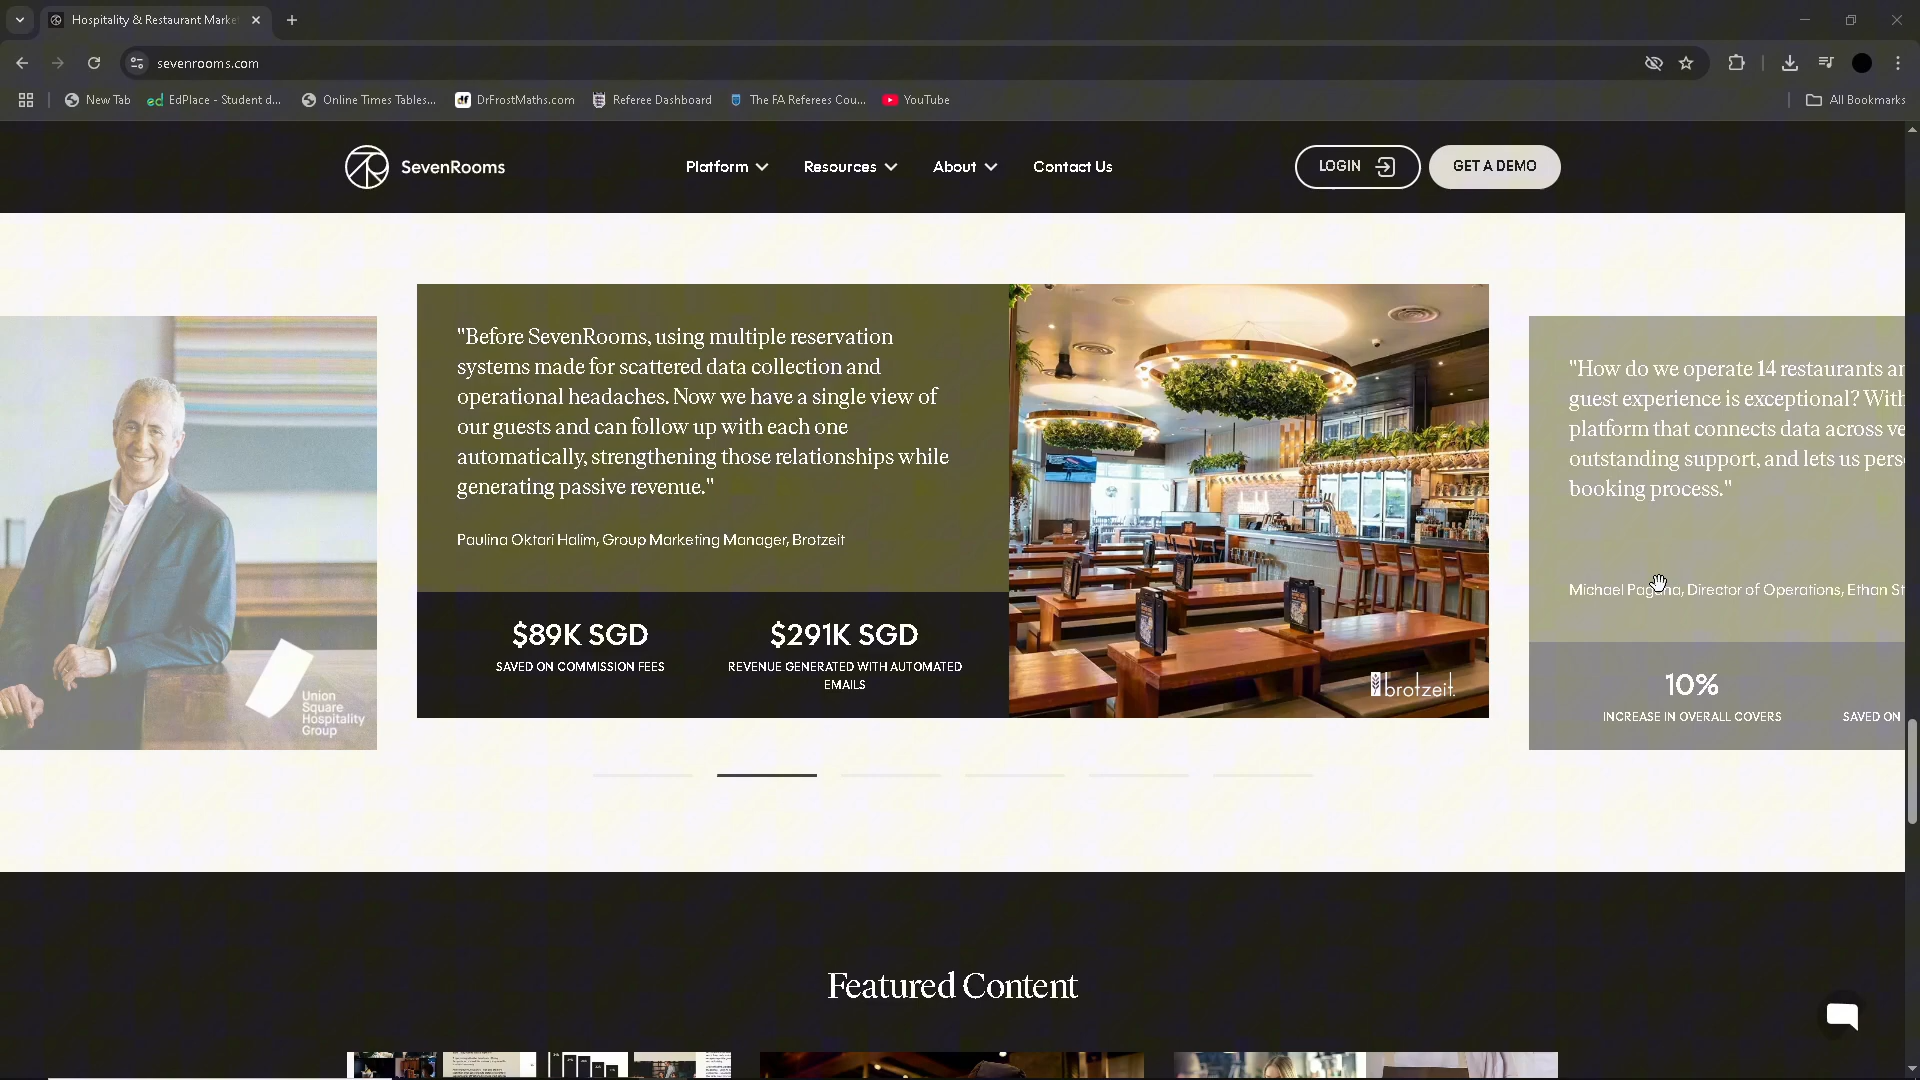 Hospitality & Restaurant Marke
sevenrooms.com
New Tab
EdPlace - Student d...
Online Times Tables...
DrFrostMaths.com
Referee Dashboard
The FA Referees Cou...
YouTube
All Bookmarks
SevenRooms
Platform
Resources
About
Contact Us
LOGIN
GET A DEMO
"Before SevenRooms, using multiple reservation
systems made for scattered data collection and
operational headaches. Now we have a single view of
our guests and can follow up with each one
automatically, strengthening those relationships while
generating passive revenue."
Paulina Oktari Halim, Group Marketing Manager, Brotzeit
$89K SGD
SAVED ON COMMISSION FEES
$291K SGD
REVENUE GENERATED WITH AUTOMATED
EMAILS
brotzeit
Union
Square
Hospitality
Group
"How do we operate 14 restaurants
guest experience is exceptional? With
platform that connects data across
outstanding support, and lets us
booking process."
Michael Pagana, Director of Operations, Ethan
10%
INCREASE IN OVERALL COVERS
SAVED ON
Featured Content